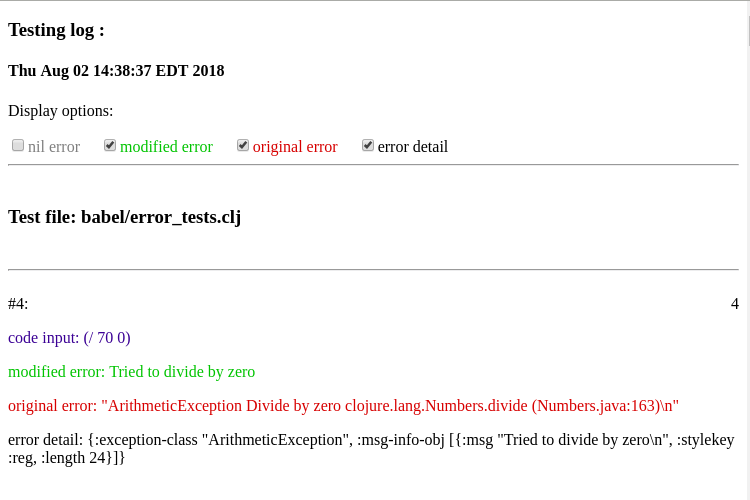 Testing log :
Thu Aug 02 14:38:37 EDT 2018
Display options:
nil error modified error original error error detail
Test file: babel/error_tests.clj
#4: 4
code input: (/ 70 0)
modified error: Tried to divide by zero
original error: "ArithmeticException Divide by zero clojure.lang.Numbers.divide (Numbers.java:163)\n"
error detail: {:exception-class "ArithmeticException", :msg-info-obj [{:msg "Tried to divide by zero\n", :stylekey
:reg, :length 24}]}